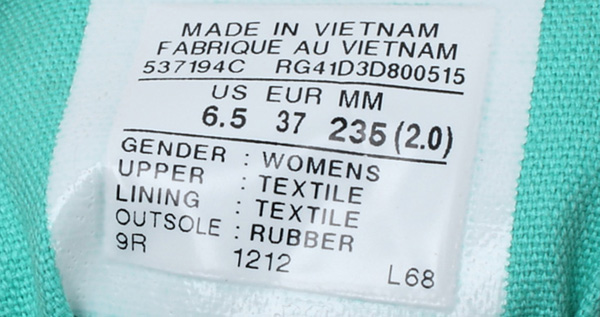 MADE IN VIETNAM
FABRIQUE AU VIETNAM
537194C RG41D3D800515
US EUR MM
6.5 37 235 (2.0)
GENDER : WOMENS
UPPER : TEXTILE
LINING : TEXTILE
OUTSOLE : RUBBER
9R 1212 L68